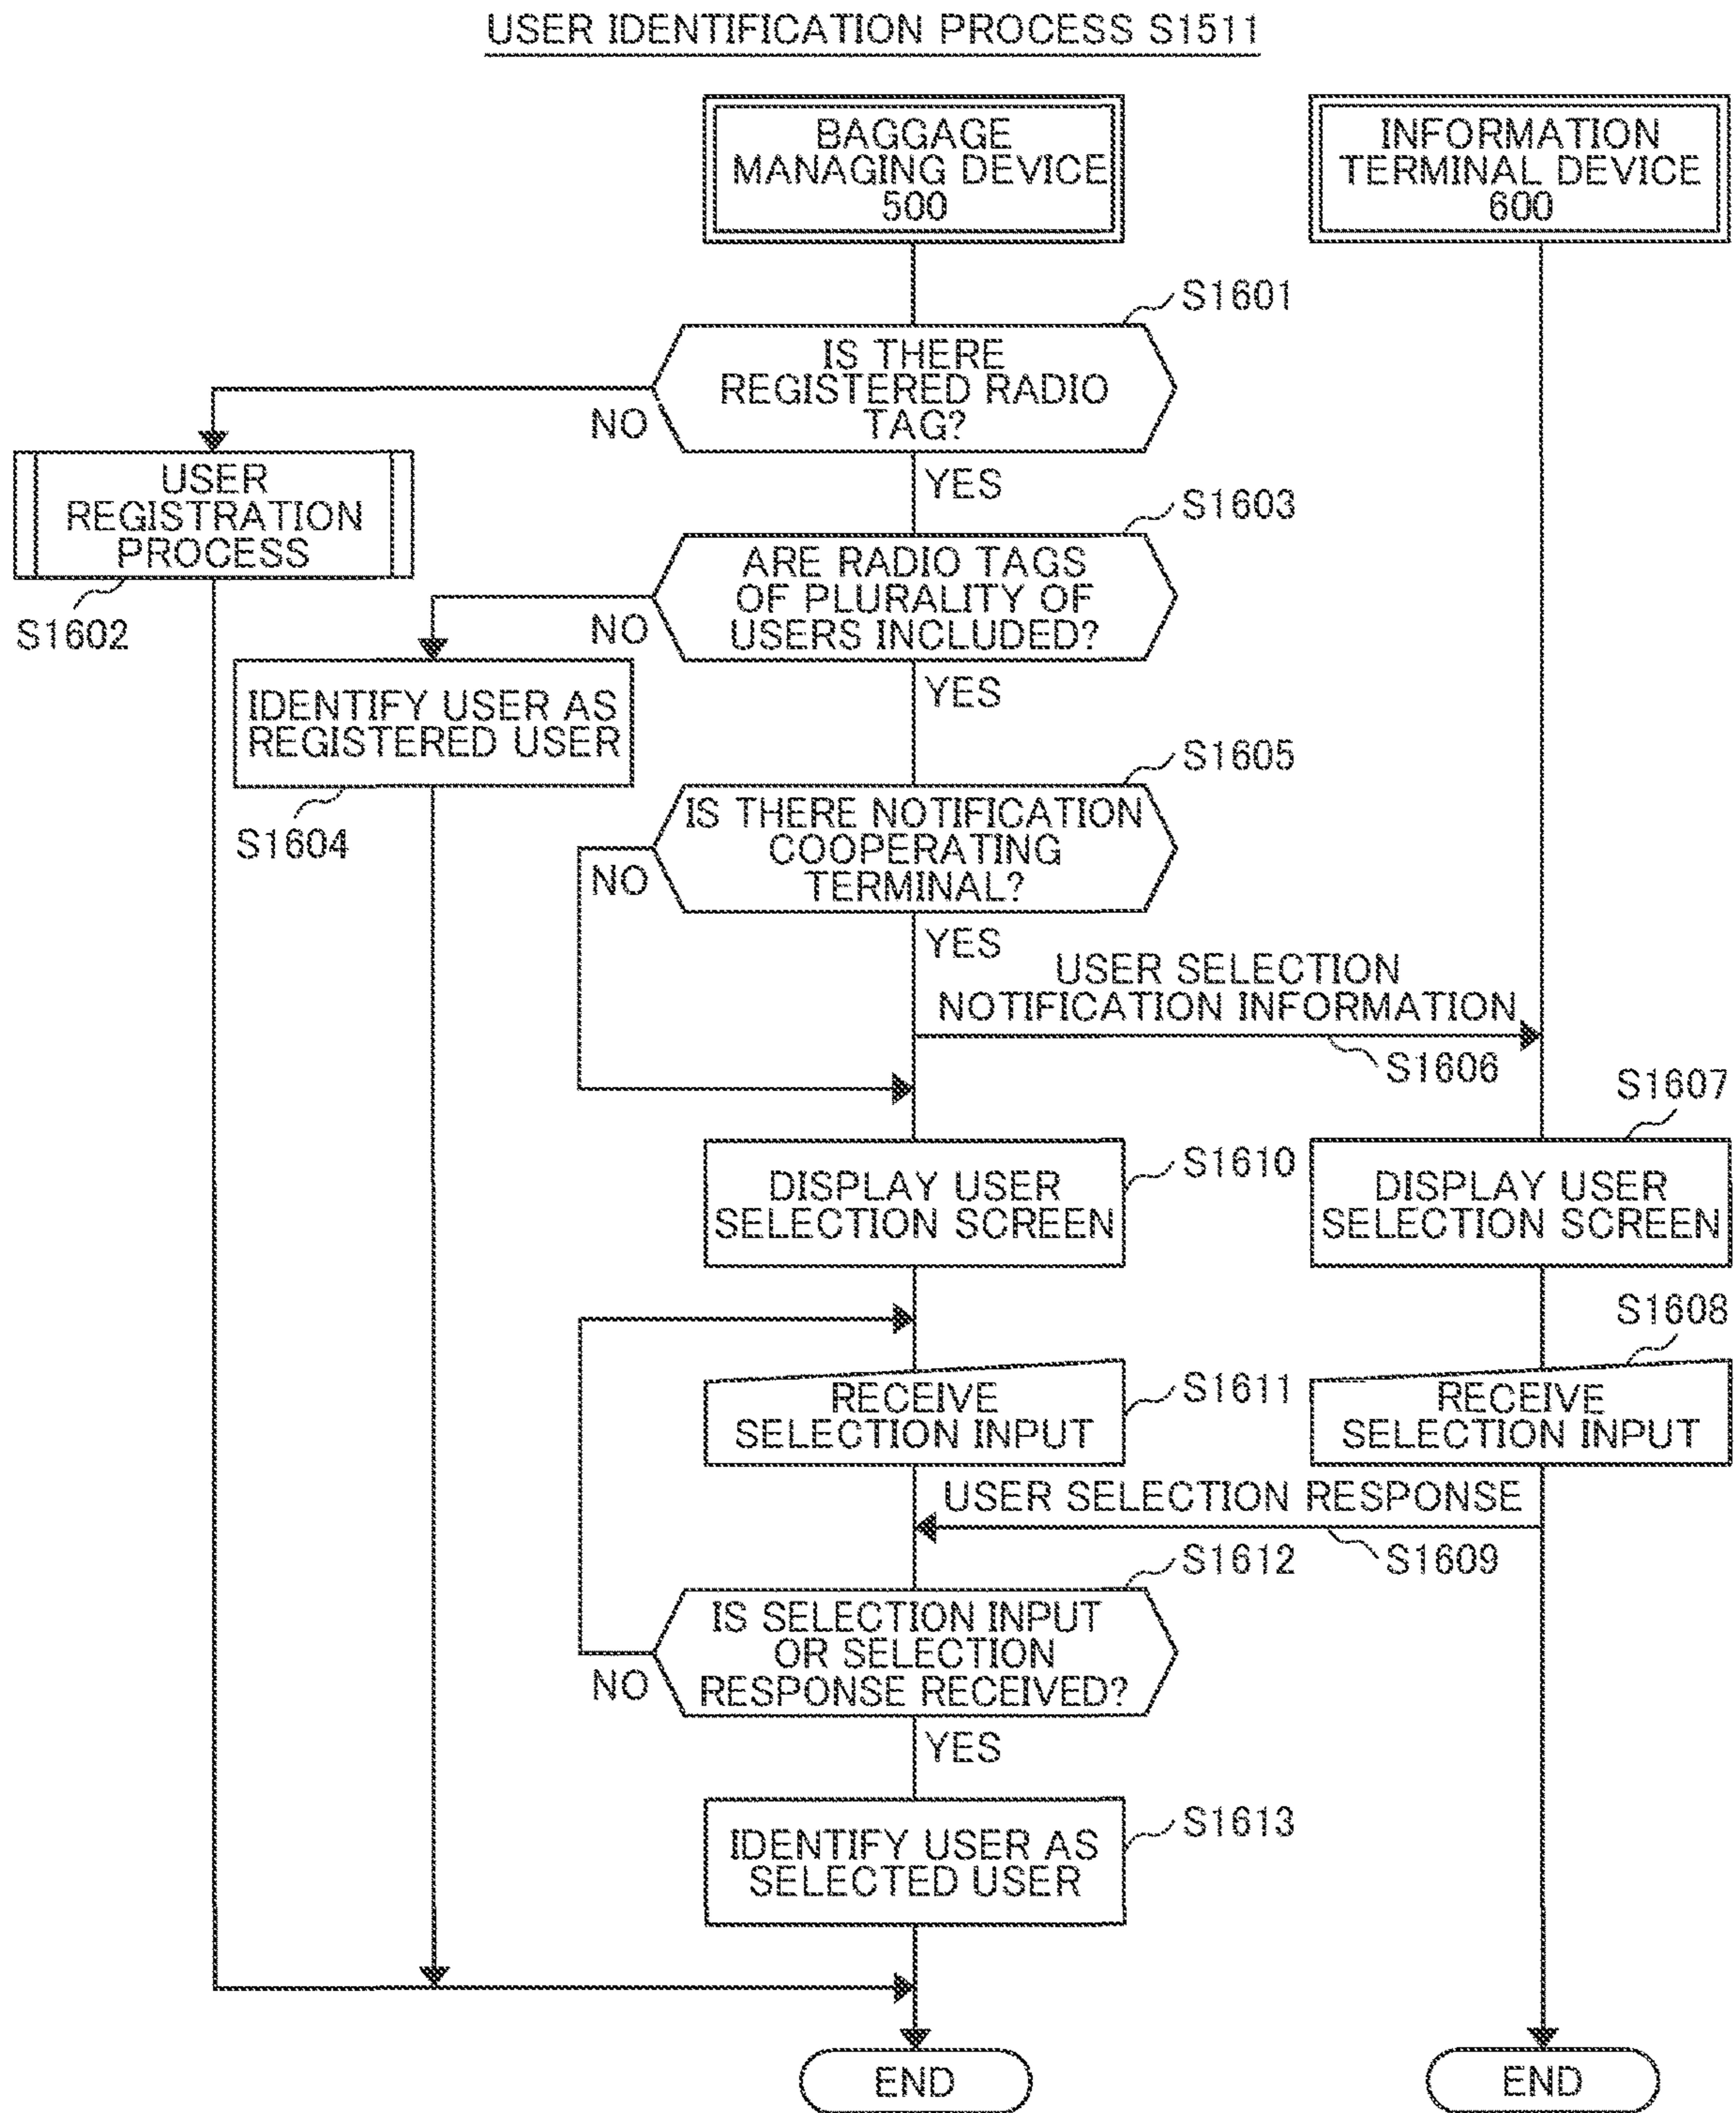 USER IDENTIFICATION PROCESS S1511
BAGGAGE
MANAGING DEVICE
500
INFORMATION
TERMINAL DEVICE
600
S1601
IS THERE
REGISTERED RADIO
TAG?
NO
YES
USER
REGISTRATION
PROCESS
S1602
S1603
ARE RADIO TAGS
OF PLURALITY OF
USERS INCLUDED?
NO
YES
IDENTIFY USER AS
REGISTERED USER
S1604
S1605
IS THERE NOTIFICATION
COOPERATING
TERMINAL?
NO
YES
USER SELECTION
NOTIFICATION INFORMATION
S1606
S1607
DISPLAY USER
SELECTION SCREEN
S1610
DISPLAY USER
SELECTION SCREEN
S1608
RECEIVE
SELECTION INPUT
S1611
RECEIVE
SELECTION INPUT
USER SELECTION RESPONSE
S1609
S1612
IS SELECTION INPUT
OR SELECTION
RESPONSE RECEIVED?
NO
YES
S1613
IDENTIFY USER AS
SELECTED USER
END
END